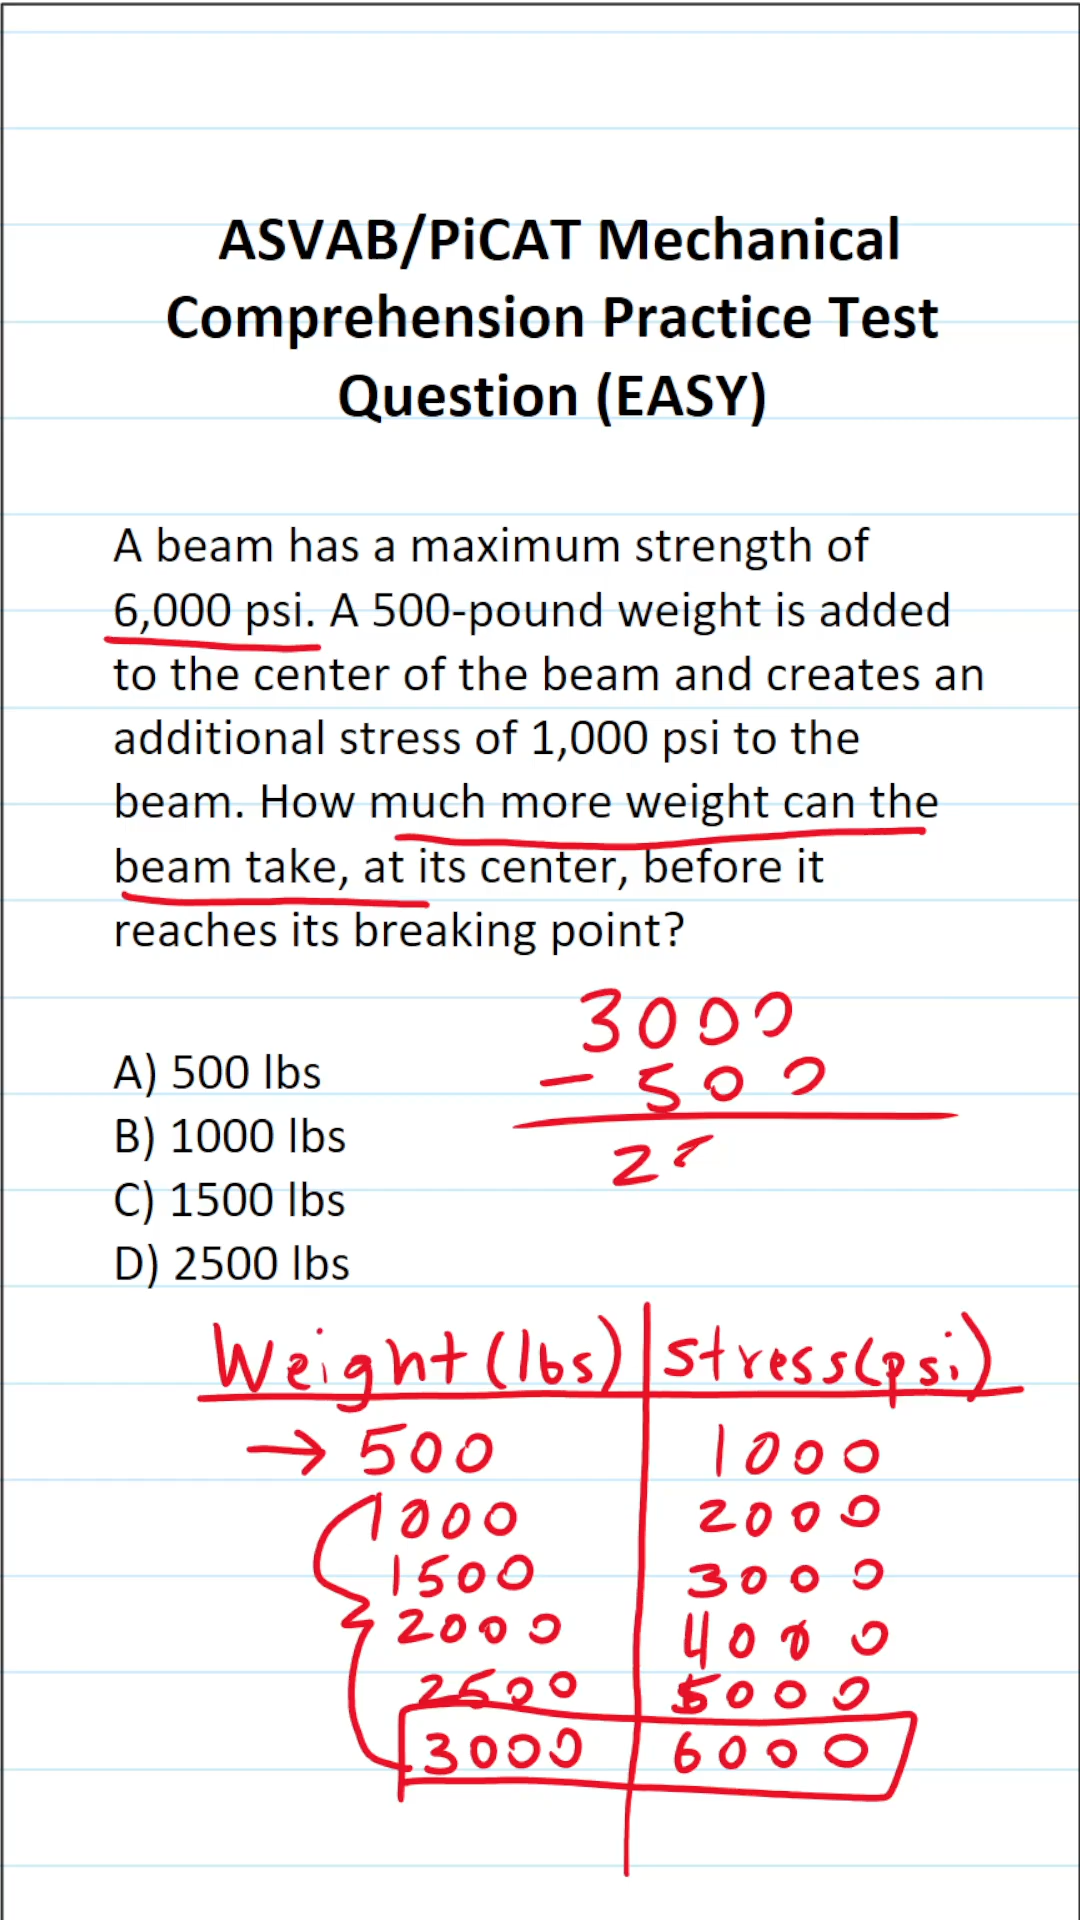 ASVAB/PiCAT Mechanical
Comprehension Practice Test
Question (EASY)
A beam has a maximum strength of
6,000 psi. A 500-pound weight is added
to the center of the beam and creates an
additional stress of 1,000 psi to the
beam. How much more weight can the
beam take, at its center, before it
reaches its breaking point?
3000
- 500
2
A) 500 lbs
B) 1000 lbs
C) 1500 lbs
D) 2500 lbs
Weight (lbs) | stress (psi)
→ 500 | 1000
1000 | 2000
1500 | 3000
2000 | 4000
2500 | 5000
3000 | 6000